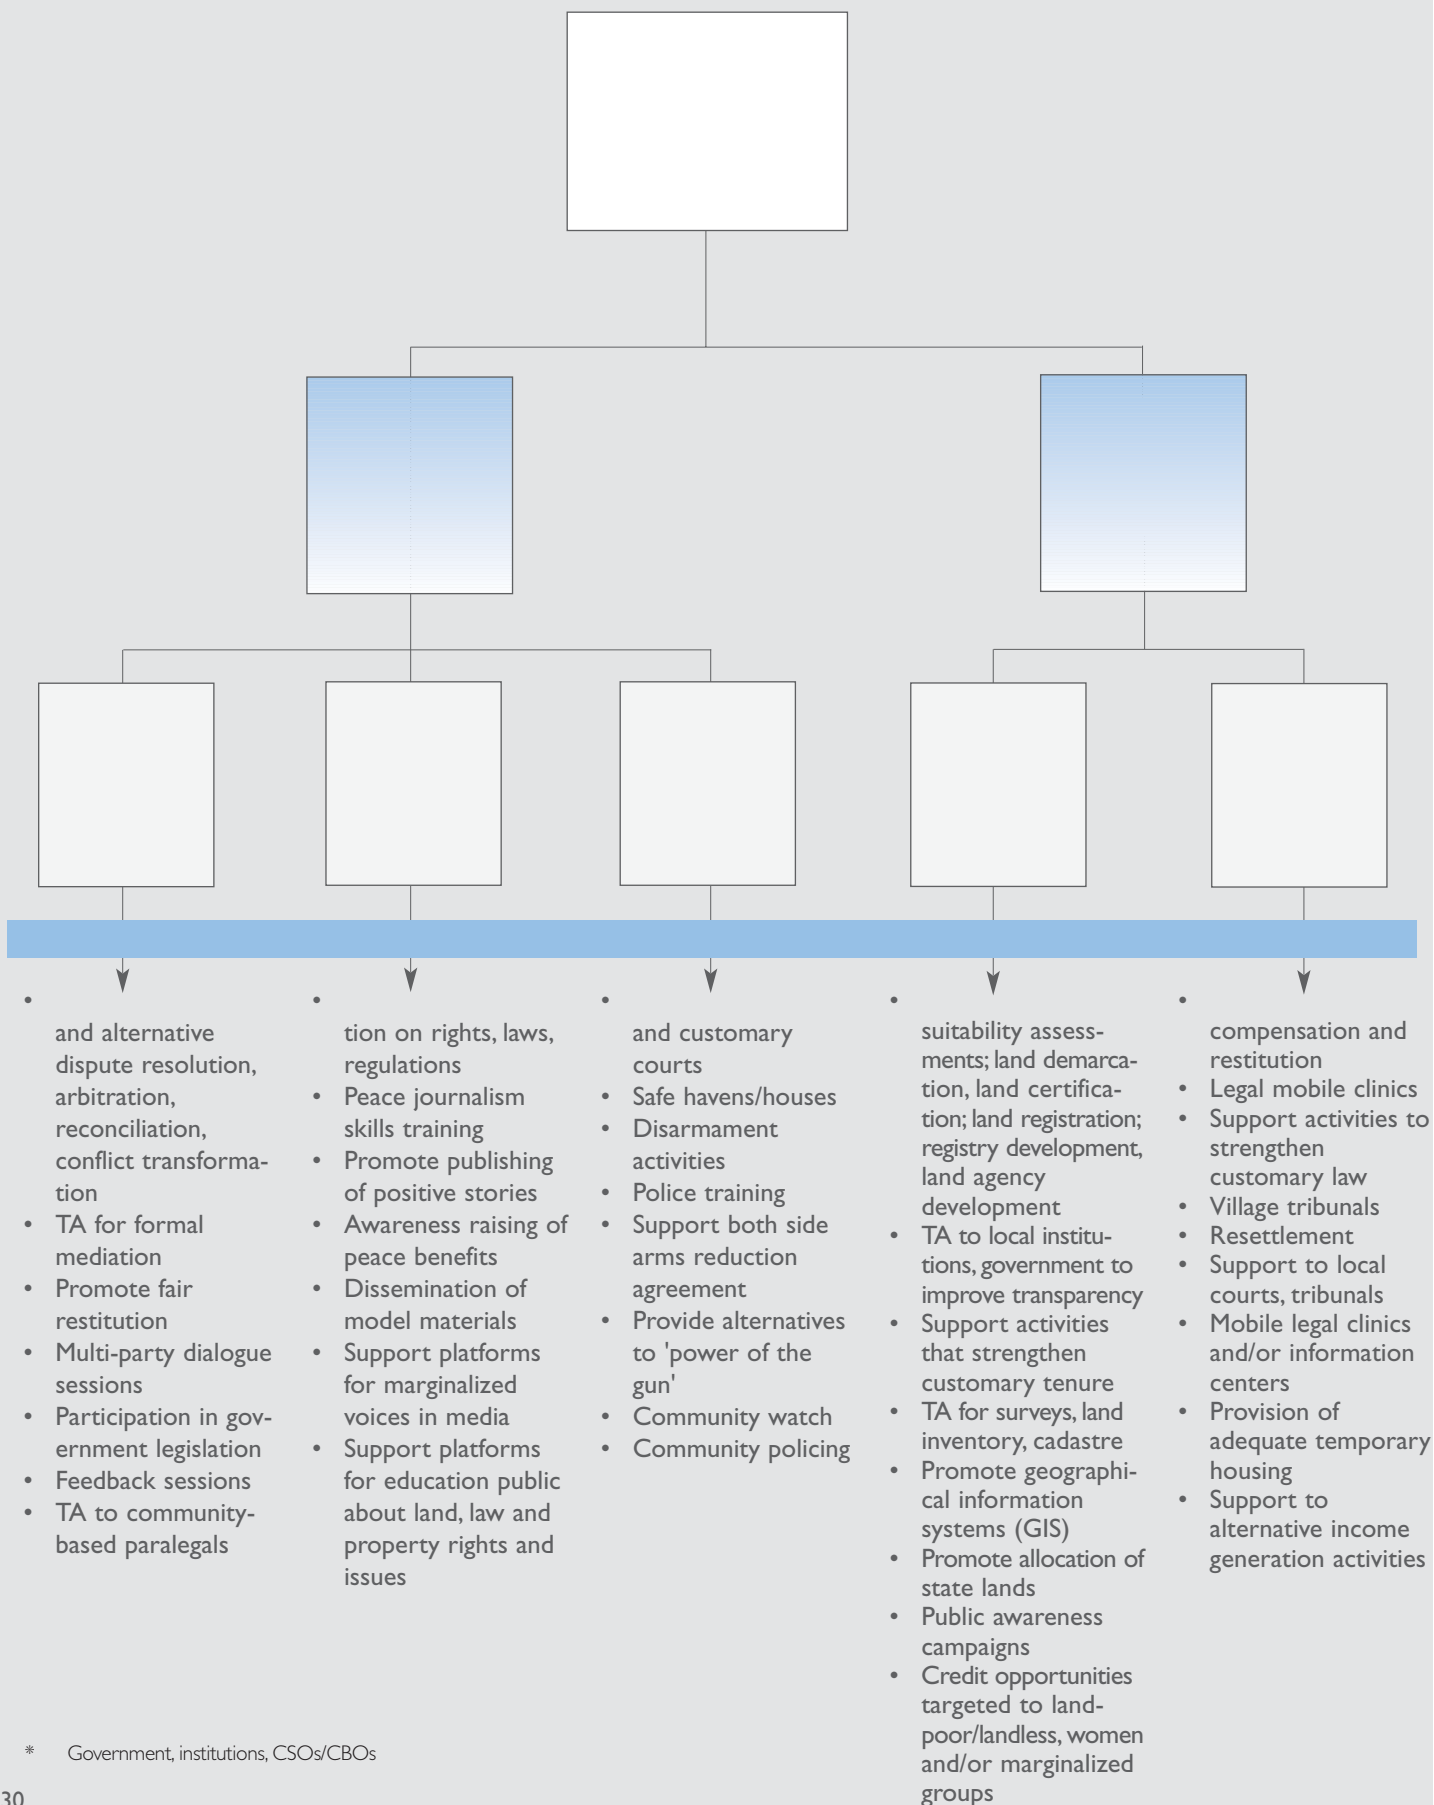 •
and alternative
dispute resolution,
arbitration,
reconciliation,
conflict transforma-
tion
• TA for formal
mediation
• Promote fair
restitution
• Multi-party dialogue
sessions
• Participation in gov-
ernment legislation
• Feedback sessions
• TA to community-
based paralegals
•
tion on rights, laws,
regulations
• Peace journalism
skills training
• Promote publishing
of positive stories
• Awareness raising of
peace benefits
• Dissemination of
model materials
• Support platforms
for marginalized
voices in media
• Support platforms
for education public
about land, law and
property rights and
issues
•
and customary
courts
• Safe havens/houses
• Disarmament
activities
• Police training
• Support both side
arms reduction
agreement
• Provide alternatives
to 'power of the
gun'
• Community watch
• Community policing
•
suitability assess-
ments; land demarca-
tion, land certifica-
tion; land registration;
registry development,
land agency
development
• TA to local institu-
tions, government to
improve transparency
• Support activities
that strengthen
customary tenure
• TA for surveys, land
inventory, cadastre
• Promote geographi-
cal information
systems (GIS)
• Promote allocation of
state lands
• Public awareness
campaigns
• Credit opportunities
targeted to land-
poor/landless, women
and/or marginalized
groups
•
compensation and
restitution
• Legal mobile clinics
• Support activities to
strengthen
customary law
• Village tribunals
• Resettlement
• Support to local
courts, tribunals
• Mobile legal clinics
and/or information
centers
• Provision of
adequate temporary
housing
• Support to
alternative income
generation activities
* Government, institutions, CSOs/CBOs
30